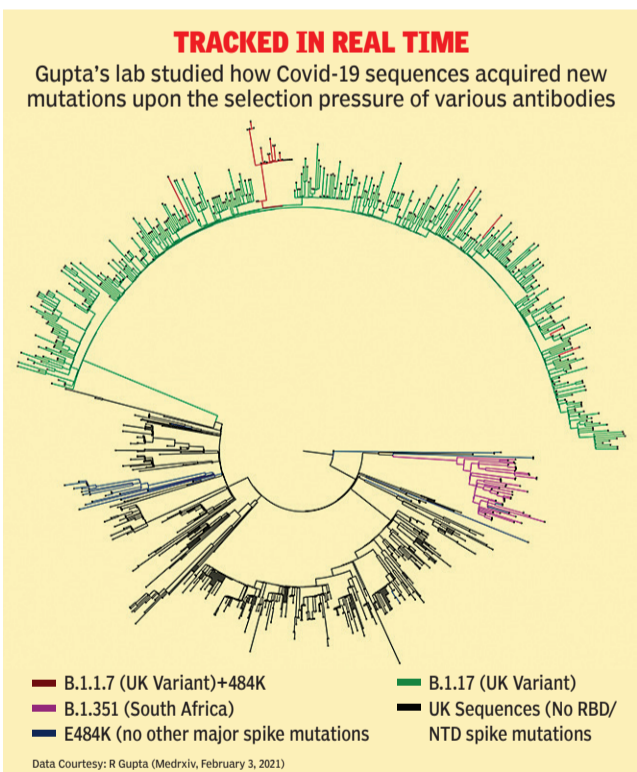 TRACKED IN REAL TIME
Gupta's lab studied how Covid-19 sequences acquired new
mutations upon the selection pressure of various antibodies
B.1.1.7 (UK Variant)+484K
B.1.351 (South Africa)
E484K (no other major spike mutations
B.1.17 (UK Variant)
UK Sequences (No RBD/
NTD spike mutations
Data Courtesy: R Gupta (Medrxiv, February 3, 2021)